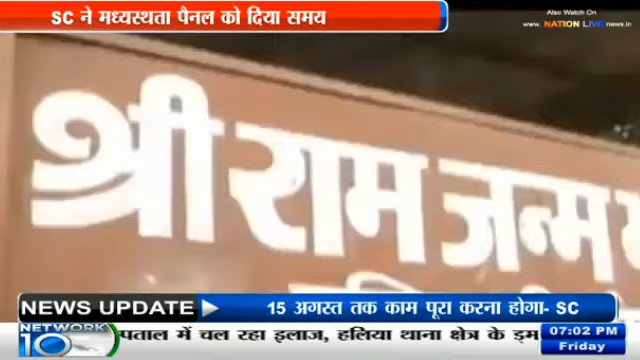 SC ने मध्यस्थता पैनल को दिया समय
Also Watch On
www. NATION LIVEnews.in
श्री राम जन्म
NEWS UPDATE
15 अगस्त तक काम पूरा करना होगा- SC
NETWORK
10
पताल में चल रहा इलाज, हलिया थाना क्षेत्र के ड्रम
07:02 PM
Friday